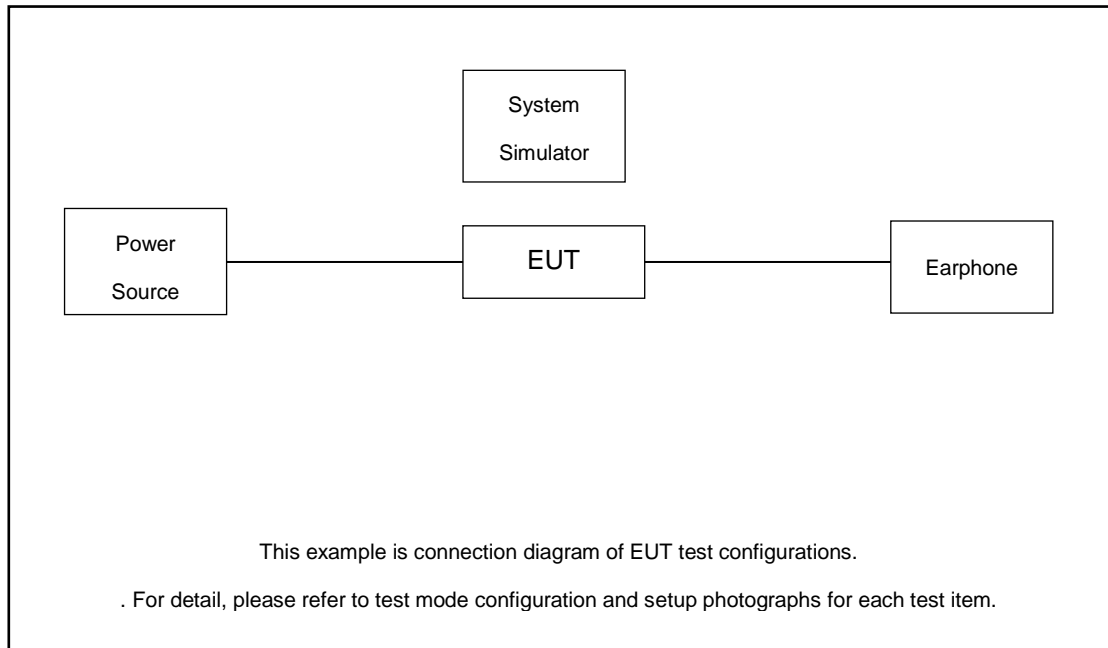 System
Simulator
Power
Source
EUT
Earphone
This example is connection diagram of EUT test configurations.
. For detail, please refer to test mode configuration and setup photographs for each test item.